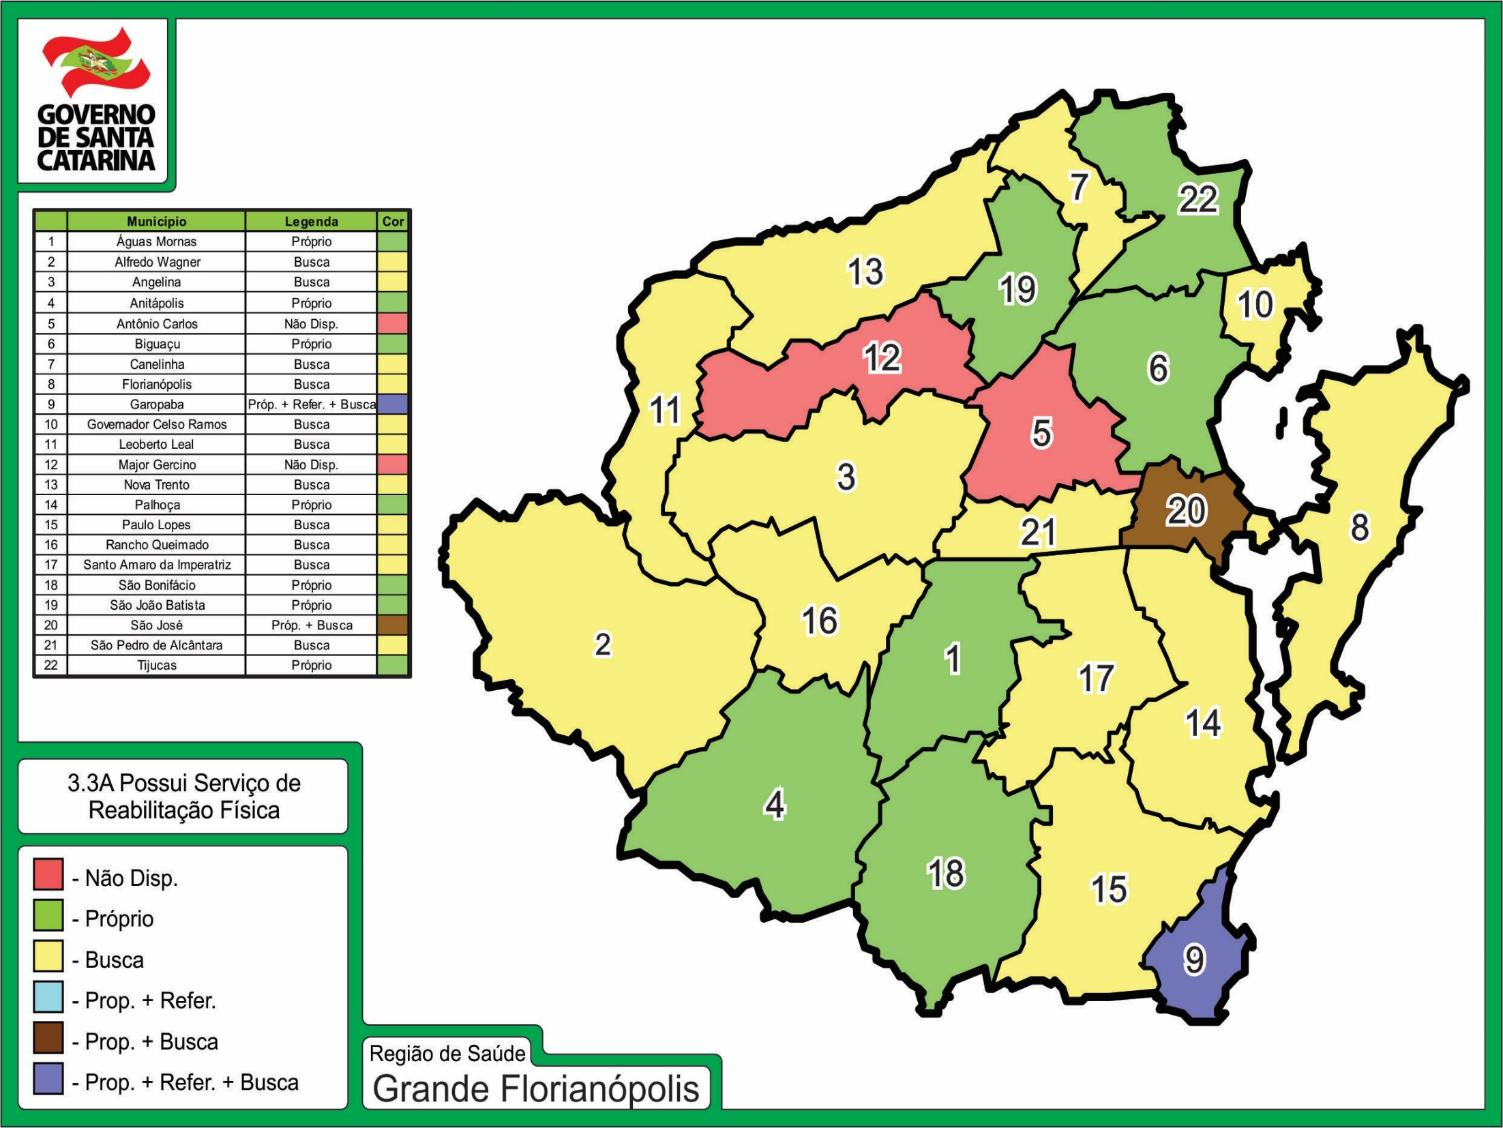 GOVERNO
DE SANTA
CATARINA
Município Legenda Cor
1 Águas Mornas Próprio
2 Alfredo Wagner Busca
3 Angelina Busca
4 Anitápolis Próprio
5 Antônio Carlos Não Disp.
6 Biguaçu Próprio
7 Canelinha Busca
8 Florianópolis Busca
9 Garopaba Próp. + Refer. + Busca
10 Governador Celso Ramos Busca
11 Leoberto Leal Busca
12 Major Gercino Não Disp.
13 Nova Trento Busca
14 Palhoça Próprio
15 Paulo Lopes Busca
16 Rancho Queimado Busca
17 Santo Amaro da Imperatriz Busca
18 São Bonifácio Próprio
19 São João Batista Próprio
20 São José Próp. + Busca
21 São Pedro de Alcântara Busca
22 Tijucas Próprio
7
22
13
19
10
12
6
11
5
3
20
21
8
16
2
1
17
14
4
18
15
9
3.3A Possui Serviço de
Reabilitação Física
- Não Disp.
- Próprio
- Busca
- Prop. + Refer.
- Prop. + Busca
- Prop. + Refer. + Busca
Região de Saúde
Grande Florianópolis